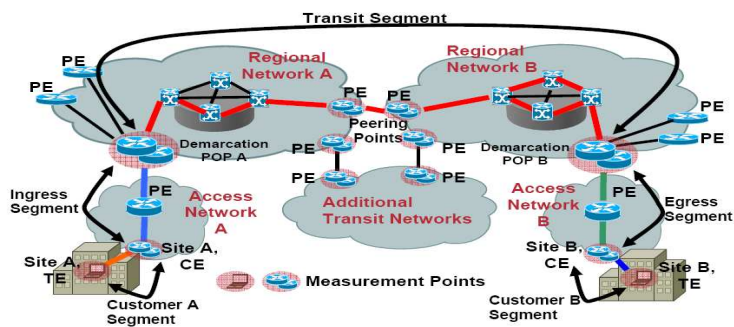 Transit Segment
Regional
Network A
Regional
Network B
PE
PE
PE
PE
PE
PE
Peering
Points
Demarcation
POP A
PE
PE
Demarcation
POP B
PE
PE
PE
Access
Network
A
Additional
Transit Networks
Access
Network
B
PE
Ingress
Segment
Egress
Segment
Site A,
CE
Site A,
TE
Site B,
CE
Site B,
TE
Customer A
Segment
Measurement Points
Customer B
Segment